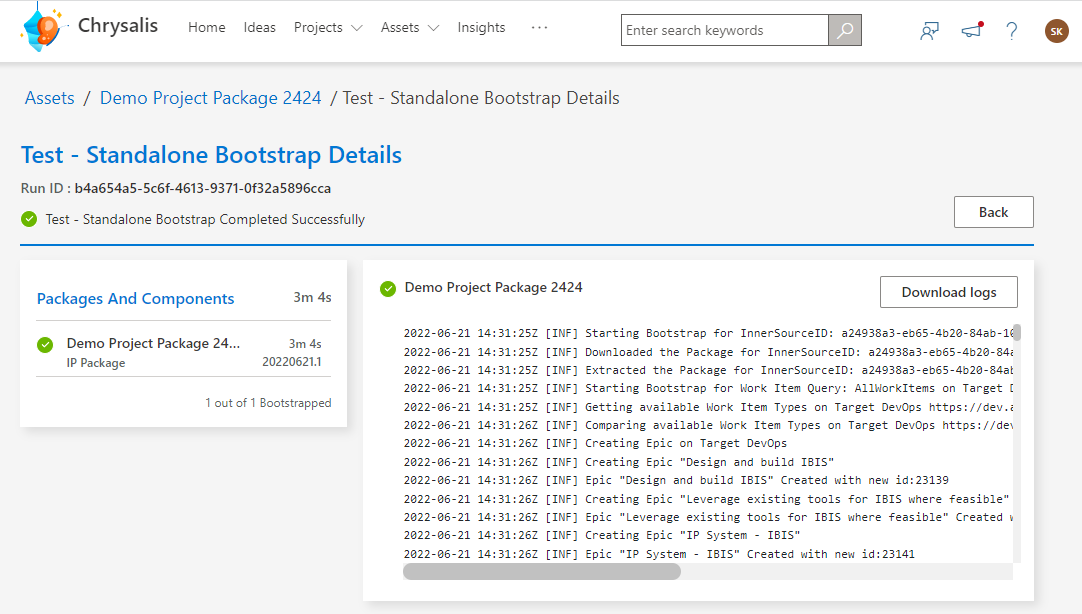 Chrysalis
Home Ideas Projects Assets Insights ...
Enter search keywords
SK
Assets / Demo Project Package 2424 / Test - Standalone Bootstrap Details
Test - Standalone Bootstrap Details
Run ID : b4a654a5-5c6f-4613-9371-0f32a5896cca
Test - Standalone Bootstrap Completed Successfully
Back
Packages And Components 3m 4s
Demo Project Package 24... 3m 4s
IP Package 20220621.1
1 out of 1 Bootstrapped
Demo Project Package 2424
Download logs
2022-06-21 14:31:25Z [INF] Starting Bootstrap for InnerSourceID: a24938a3-eb65-4b20-84ab-10
2022-06-21 14:31:25Z [INF] Downloaded the Package for InnerSourceID: a24938a3-eb65-4b20-84a
2022-06-21 14:31:25Z [INF] Extracted the Package for InnerSourceID: a24938a3-eb65-4b20-84ab
2022-06-21 14:31:25Z [INF] Starting Bootstrap for Work Item Query: AllWorkItems on Target D
2022-06-21 14:31:25Z [INF] Getting available Work Item Types on Target DevOps https://dev.a
2022-06-21 14:31:26Z [INF] Comparing available Work Item Types on Target DevOps https://dev
2022-06-21 14:31:26Z [INF] Creating Epic on Target DevOps
2022-06-21 14:31:26Z [INF] Creating Epic "Design and build IBIS"
2022-06-21 14:31:26Z [INF] Epic "Design and build IBIS" Created with new id:23139
2022-06-21 14:31:26Z [INF] Creating Epic "Leverage existing tools for IBIS where feasible"
2022-06-21 14:31:26Z [INF] Epic "Leverage existing tools for IBIS where feasible" Created w
2022-06-21 14:31:26Z [INF] Creating Epic "IP System - IBIS"
2022-06-21 14:31:26Z [INF] Epic "IP System - IBIS" Created with new id:23141